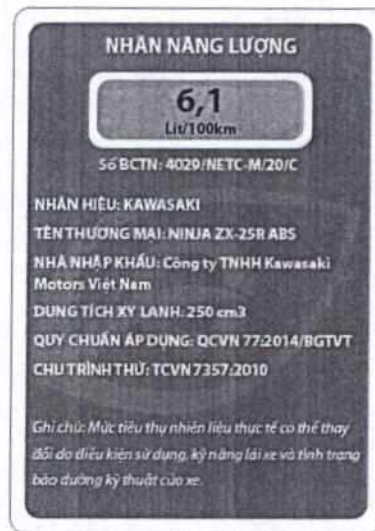 NHÃN NĂNG LƯỢNG
6,1
Lít/100km
Số BCTN: 4029/NETC-M/20/C
NHÃN HIỆU: KAWASAKI
TÊN THƯƠNG MẠI: NINJA ZX-25R ABS
NHÀ NHẬP KHẨU: Công ty TNHH Kawasaki
Motors Việt Nam
DUNG TÍCH XY LANH: 250 cm3
QUY CHUẨN ÁP DỤNG: QCVN 77:2014/BGTVT
CHU TRÌNH THỬ: TCVN 7357:2010
Ghi chú: Mức tiêu thụ nhiên liệu thực tế có thể thay
đổi do điều kiện sử dụng, kỹ năng lái xe và tình trạng
bảo dưỡng kỹ thuật của xe.